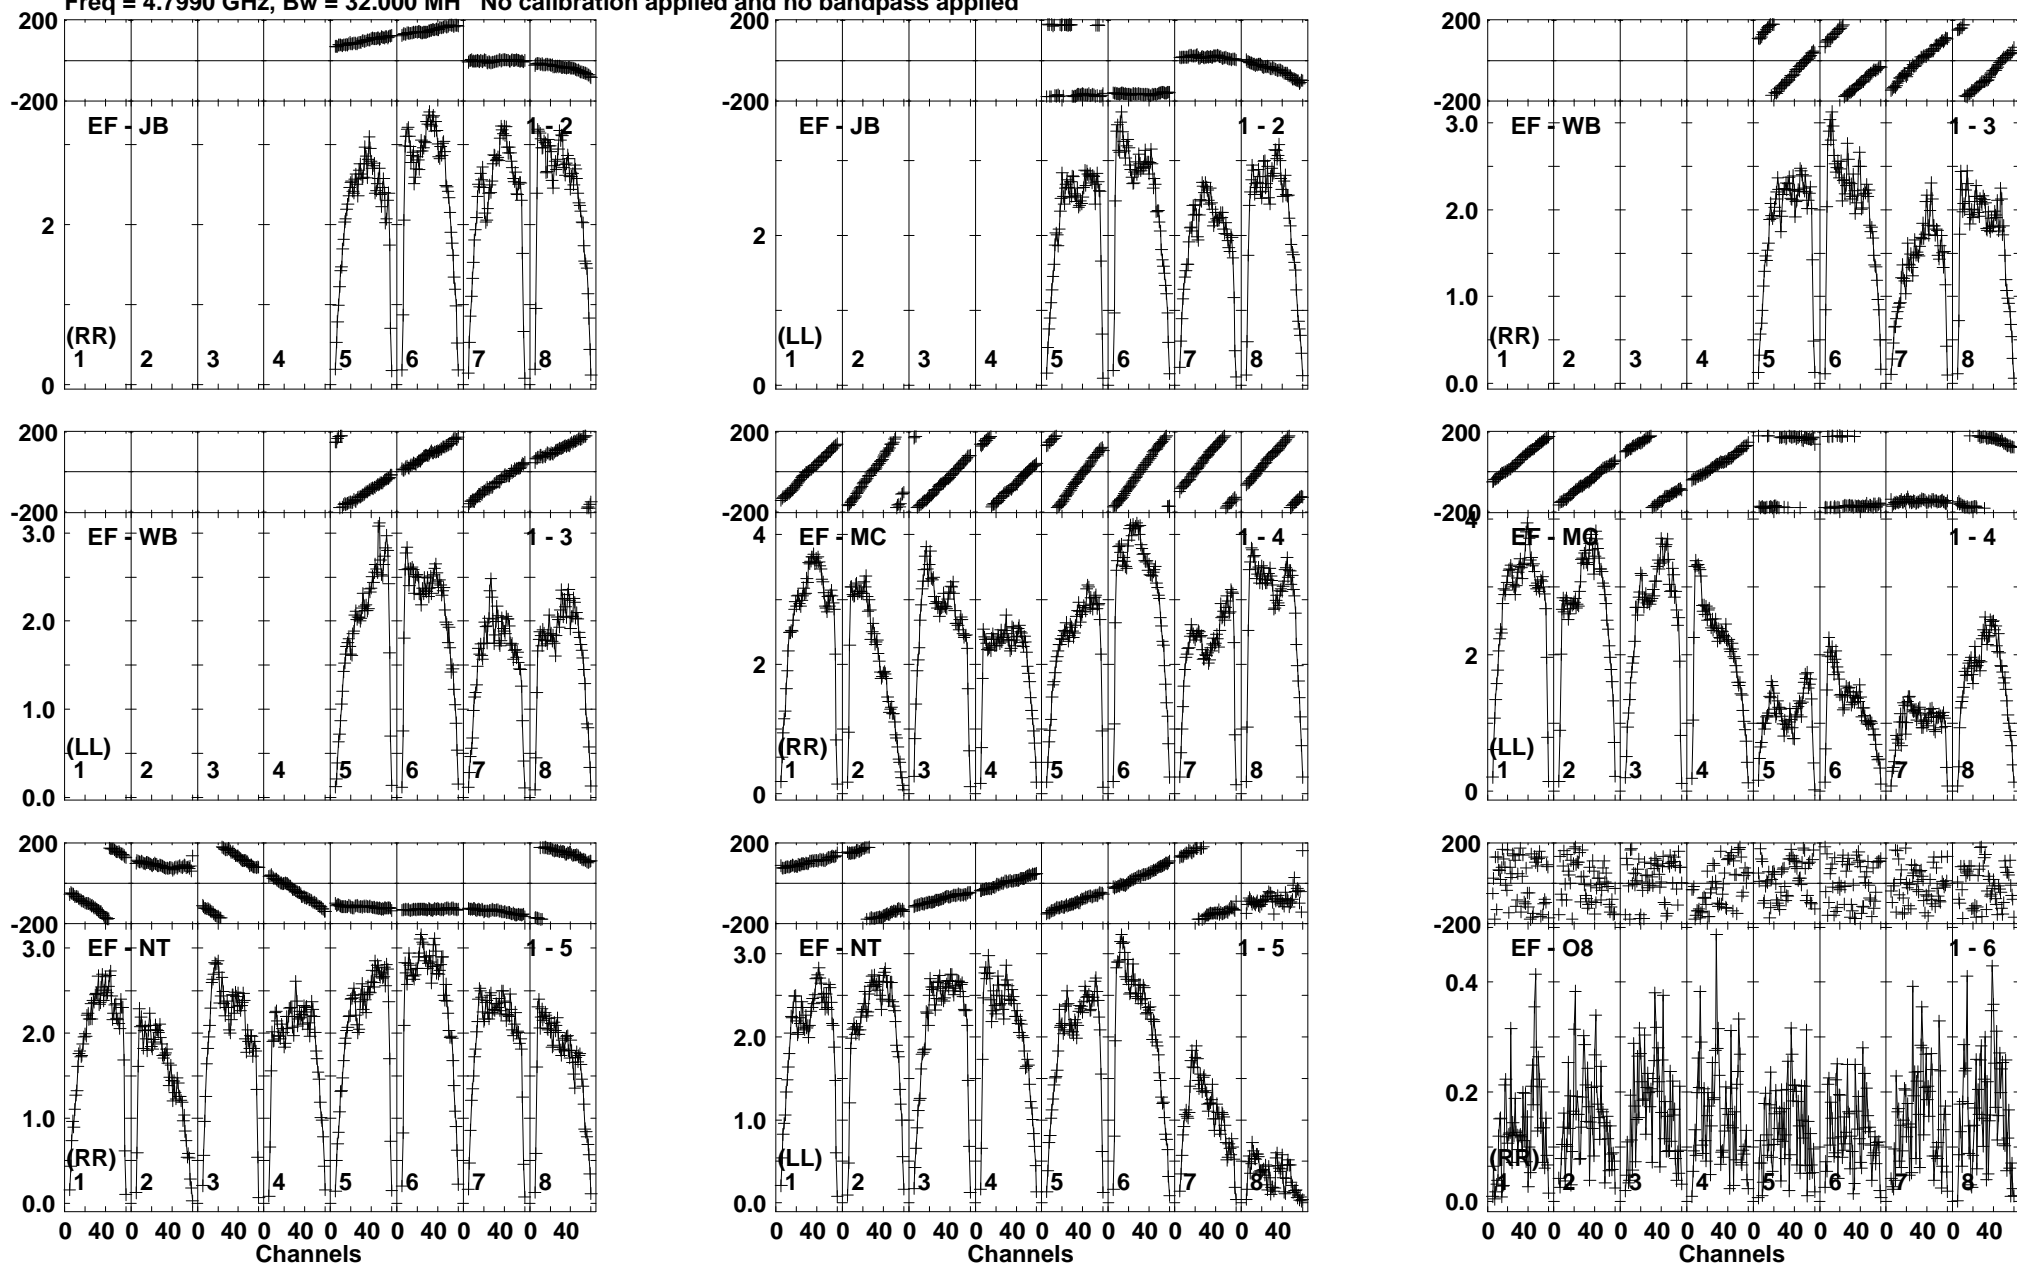 Freq = 4.7990 GHz, Bw = 32.000 MH No calibration applied and no bandpass applied
200 200 200
-200 -200 -200
EF - JB 1 - 2 EF - JB 1 - 2 EF - WB 1 - 3
3.0
2 2 2.0
1.0
(RR) (LL) (RR)
1 2 3 4 5 6 7 8 1 2 3 4 5 6 7 8 1 2 3 4 5 6 7 8
0 0 0.0
200 200 200
-200 -200 -200
4
EF - WB 1 - 3 EF - MC 1 - 4 EF - MC 1 - 4
3.0 4
2.0 2 2
1.0
(LL) (RR) (LL)
1 2 3 4 5 6 7 8 1 2 3 4 5 6 7 8 1 2 3 4 5 6 7 8
0.0 0 0
200 200 200
-200 -200 -200
EF - NT 1 - 5 EF - NT 1 - 5 EF - O8 1 - 6
3.0 3.0 0.4
2.0 2.0 0.2
1.0 1.0
(RR) (LL) (RR)
1 2 3 4 5 6 7 8 1 2 3 4 5 6 7 8 1 2 3 4 5 6 7 8
0.0 0.0 0.0
0 40 0 40 0 40 0 40 0 40 0 40 0 40 0 40 0 40 0 40 0 40 0 40 0 40 0 40 0 40 0 40 0 40 0 40 0 40 0 40 0 40 0 40 0 40 0 40
Channels Channels Channels